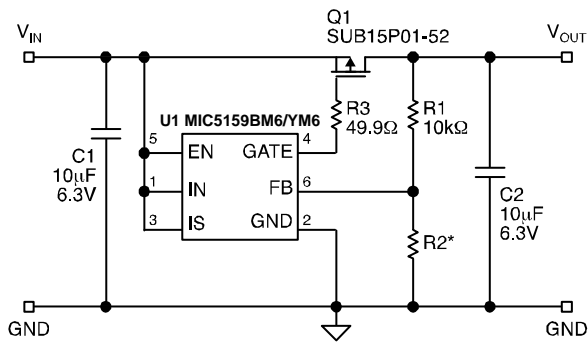 Q1
SUB15P01-52
VIN
VOUT
U1 MIC5159BM6/YM6
R3
49.9Ω
R1
10kΩ
C1
10µF
6.3V
5
EN
GATE
4
1
IN
FB
6
3
IS
GND
2
R2*
C2
10µF
6.3V
GND
GND